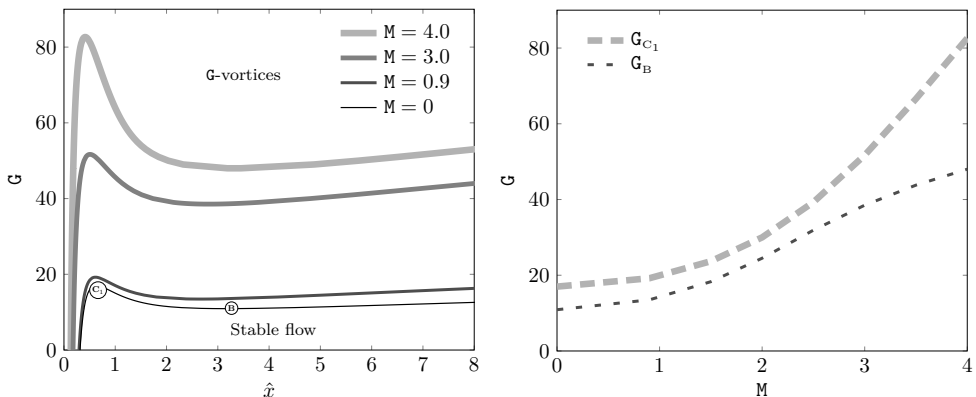 80
60
40
20
0
G
G-vortices
M = 4.0
M = 3.0
M = 0.9
M = 0
C₁
B
Stable flow
0 1 2 3 4 5 6 7 8
x̂
80
60
40
20
0
G
G_C₁
G_B
0 1 2 3 4
M